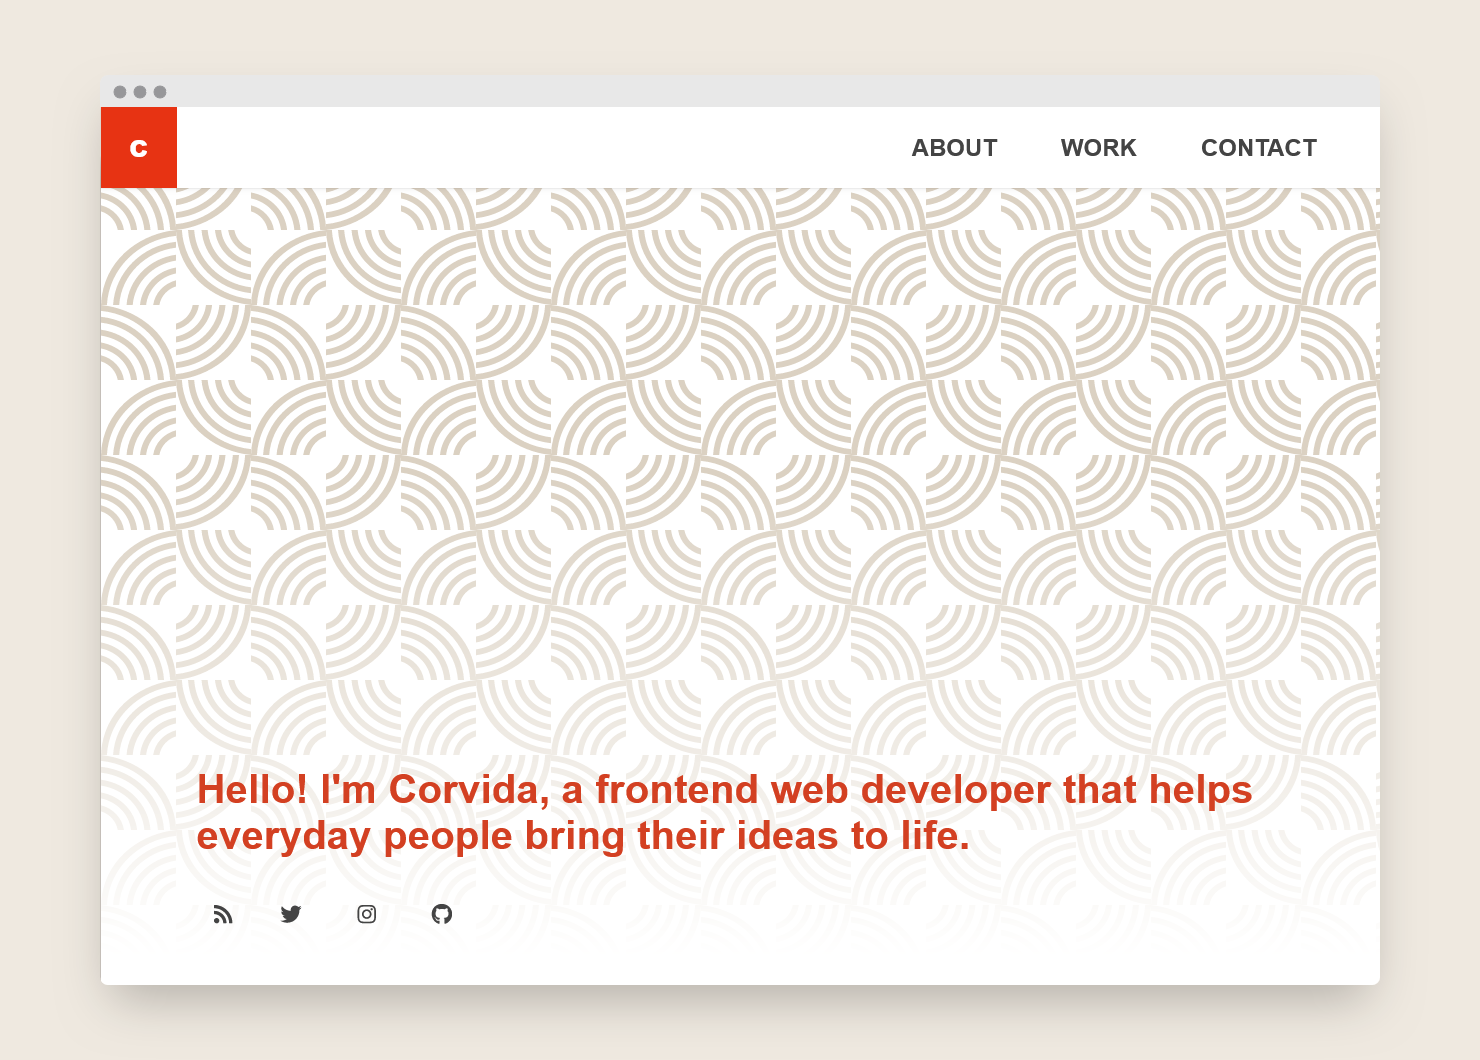 c
ABOUT WORK CONTACT
Hello! I'm Corvida, a frontend web developer that helps
everyday people bring their ideas to life.